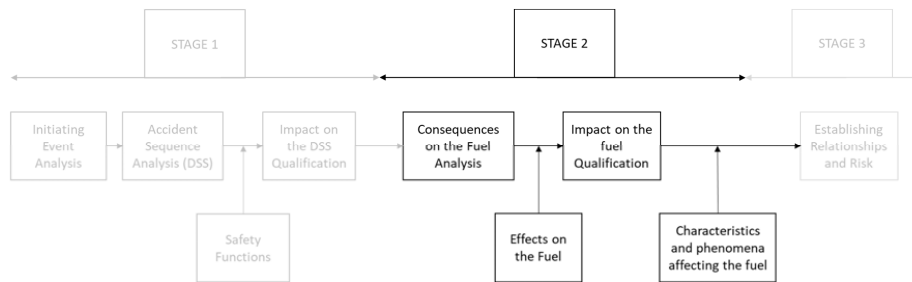 STAGE 1
STAGE 2
STAGE 3
Initiating
Event
Analysis
Accident
Sequence
Analysis (DSS)
Impact on
the DSS
Qualification
Consequences
on the Fuel
Analysis
Impact on the
fuel
Qualification
Establishing
Relationships
and Risk
Safety
Functions
Effects on
the Fuel
Characteristics
and phenomena
affecting the fuel